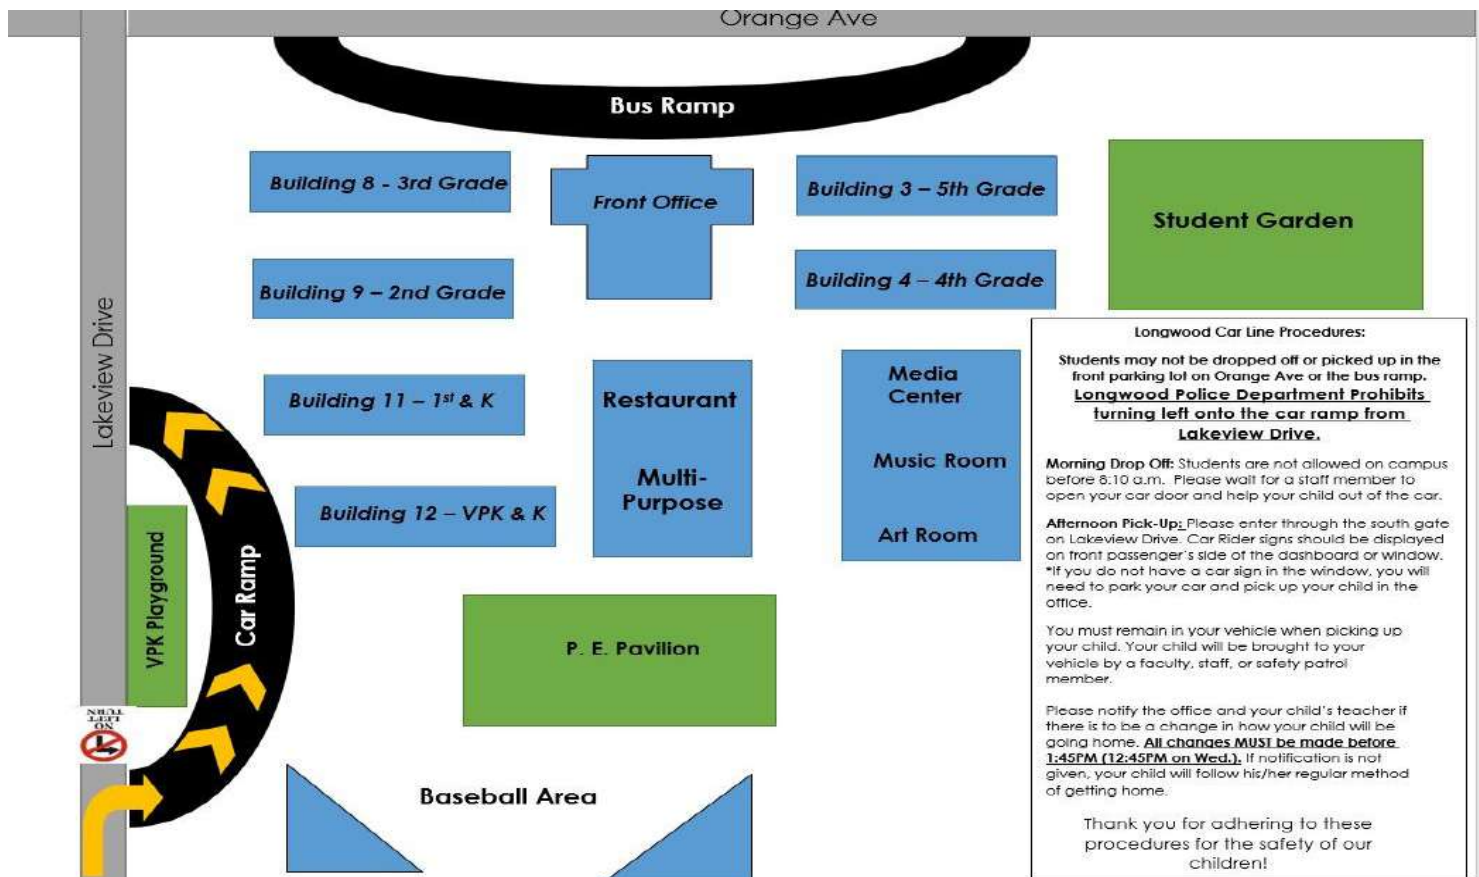 Orange Ave
Bus Ramp
Building 8 - 3rd Grade
Front Office
Building 3 – 5th Grade
Student Garden
Building 9 – 2nd Grade
Building 4 – 4th Grade
Lakeview Drive
Building 11 – 1st & K
Restaurant
Multi-
Purpose
Media
Center
Music Room
Art Room
Building 12 – VPK & K
VPK Playground
Car Ramp
P. E. Pavilion
NO
LEFT
TURN
Baseball Area
Longwood Car Line Procedures:
Students may not be dropped off or picked up in the
front parking lot on Orange Ave or the bus ramp.
Longwood Police Department Prohibits
turning left onto the car ramp from
Lakeview Drive.
Morning Drop Off: Students are not allowed on campus
before 8:10 a.m. Please wait for a staff member to
open your car door and help your child out of the car.
Afternoon Pick-Up: Please enter through the south gate
on Lakeview Drive. Car Rider signs should be displayed
on front passenger's side of the dashboard or window.
*If you do not have a car sign in the window, you will
need to park your car and pick up your child in the
office.
You must remain in your vehicle when picking up
your child. Your child will be brought to your
vehicle by a faculty, staff, or safety patrol
member.
Please notify the office and your child's teacher if
there is to be a change in how your child will be
going home. All changes MUST be made before
1:45PM (12:45PM on Wed.). If notification is not
given, your child will follow his/her regular method
of getting home.
Thank you for adhering to these
procedures for the safety of our
children!